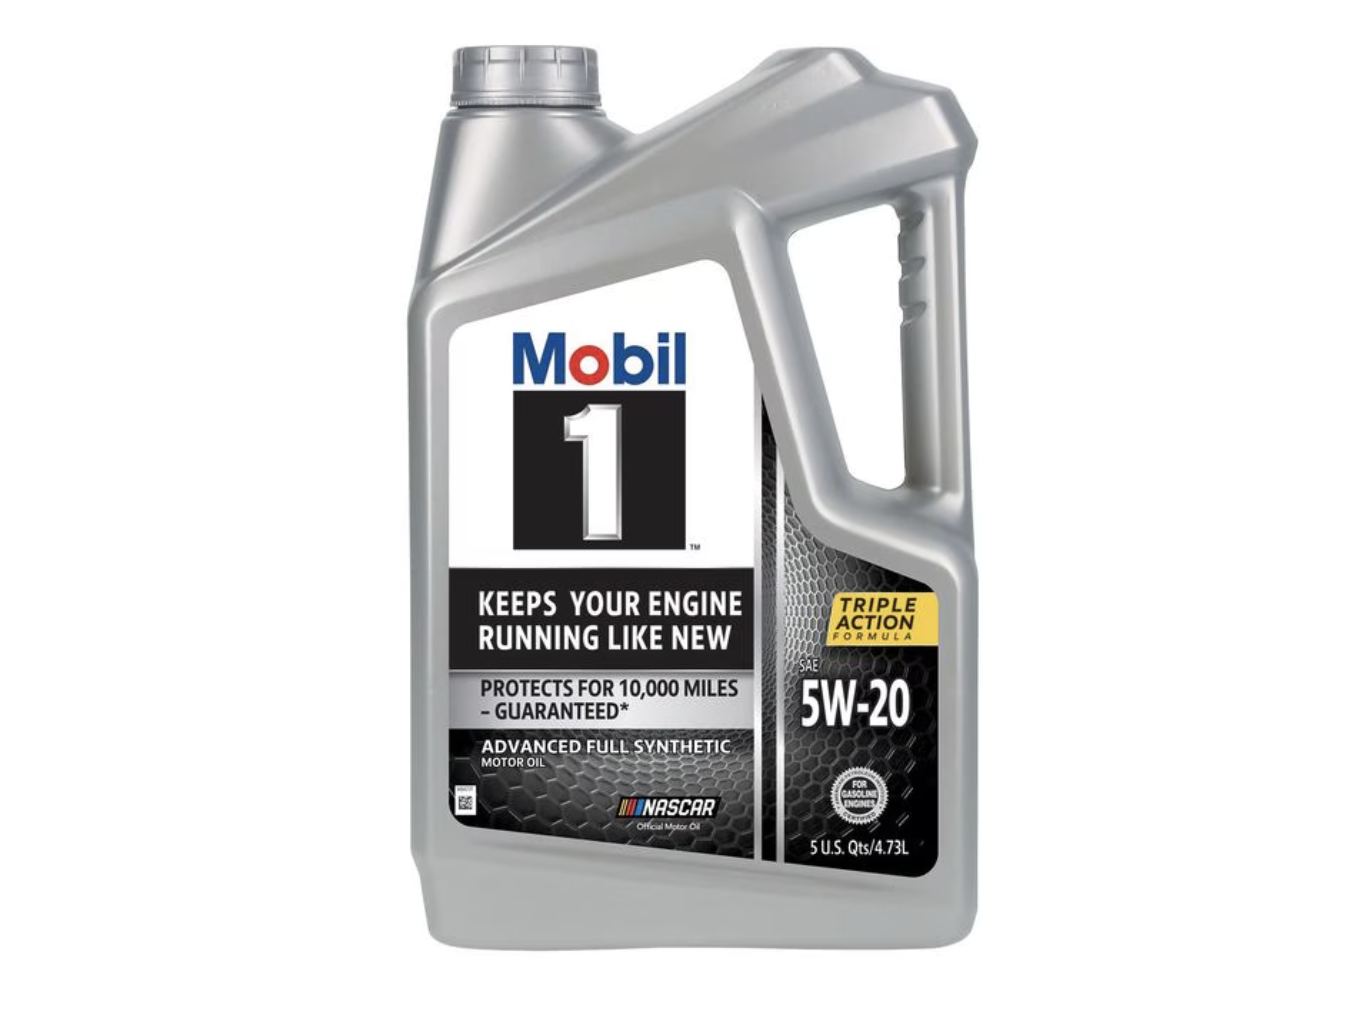 Mobil
1
™
KEEPS YOUR ENGINE
RUNNING LIKE NEW
PROTECTS FOR 10,000 MILES
– GUARANTEED*
ADVANCED FULL SYNTHETIC
MOTOR OIL
NASCAR
Official Motor Oil
TRIPLE
ACTION
FORMULA
SAE
5W-20
FOR
GASOLINE
ENGINES
CERTIFIED
5 U.S. Qts/4.73L